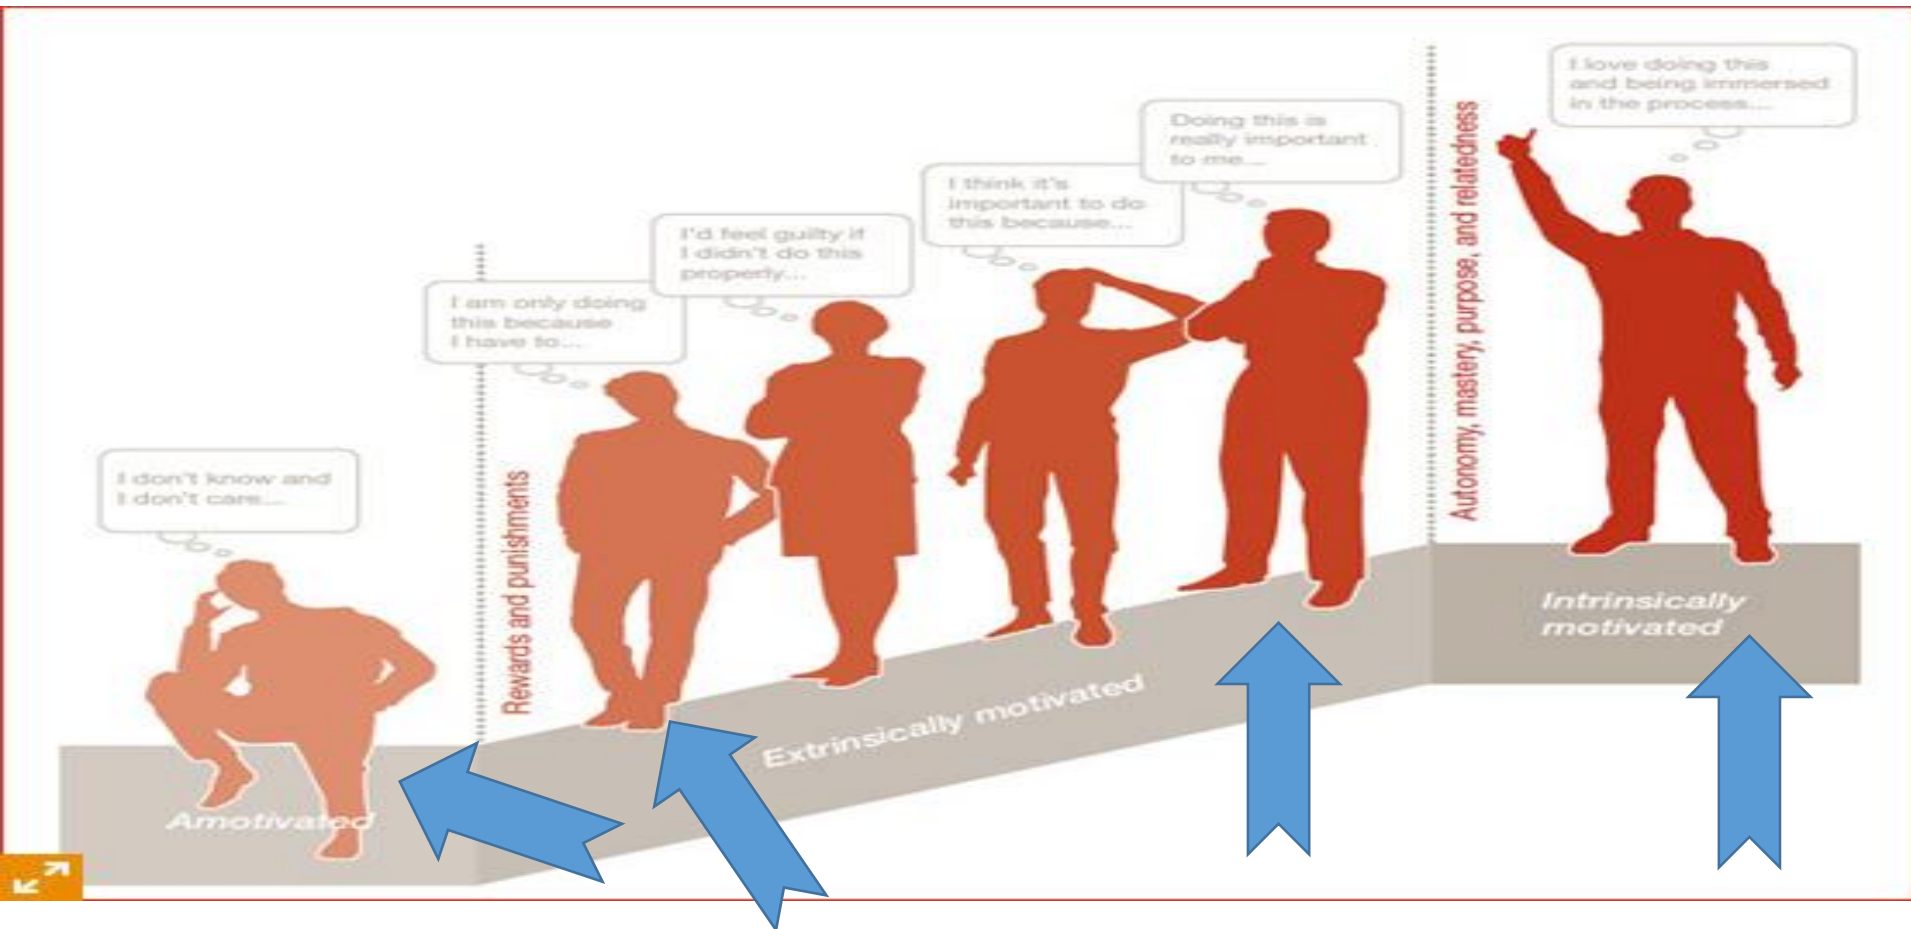 I don't know and
I don't care...
I am only doing
this because
I have to...
I'd feel guilty if
I didn't do this
properly...
I think it's
important to do
this because...
Doing this is
really important
to me...
I love doing this
and being immersed
in the process...
Rewards and punishments
Autonomy, mastery, purpose, and relatedness
Amotivated
Extrinsically motivated
Intrinsically
motivated